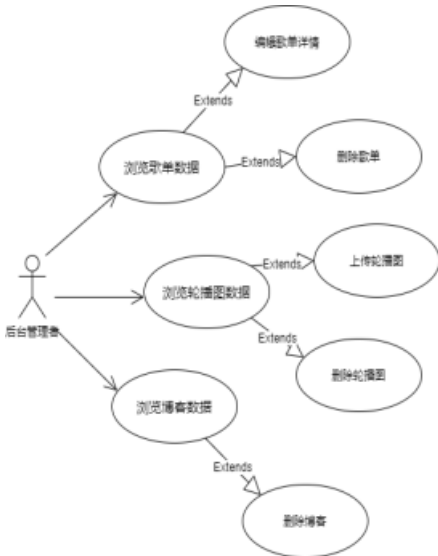 编辑歌单详情
Extends
浏览歌单数据
Extends
删除歌单
后台管理者
浏览轮播图数据
Extends
上传轮播图
Extends
删除轮播图
浏览博客数据
Extends
删除博客